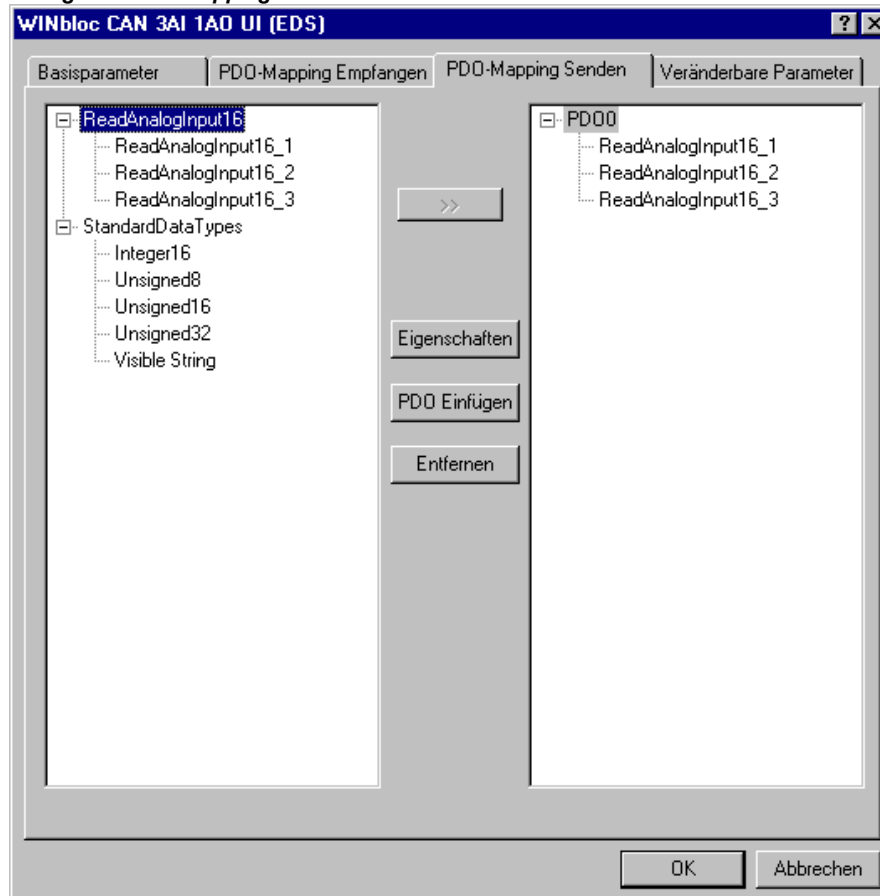 WINbloc CAN 3AI 1AO UI (EDS)
Basisparameter
PDO-Mapping Empfangen
PDO-Mapping Senden
Veränderbare Parameter
ReadAnalogInput16
ReadAnalogInput16_1
ReadAnalogInput16_2
ReadAnalogInput16_3
StandardDataTypes
Integer16
Unsigned8
Unsigned16
Unsigned32
Visible String
>>
Eigenschaften
PDO Einfügen
Entfernen
PDO0
ReadAnalogInput16_1
ReadAnalogInput16_2
ReadAnalogInput16_3
OK
Abbrechen